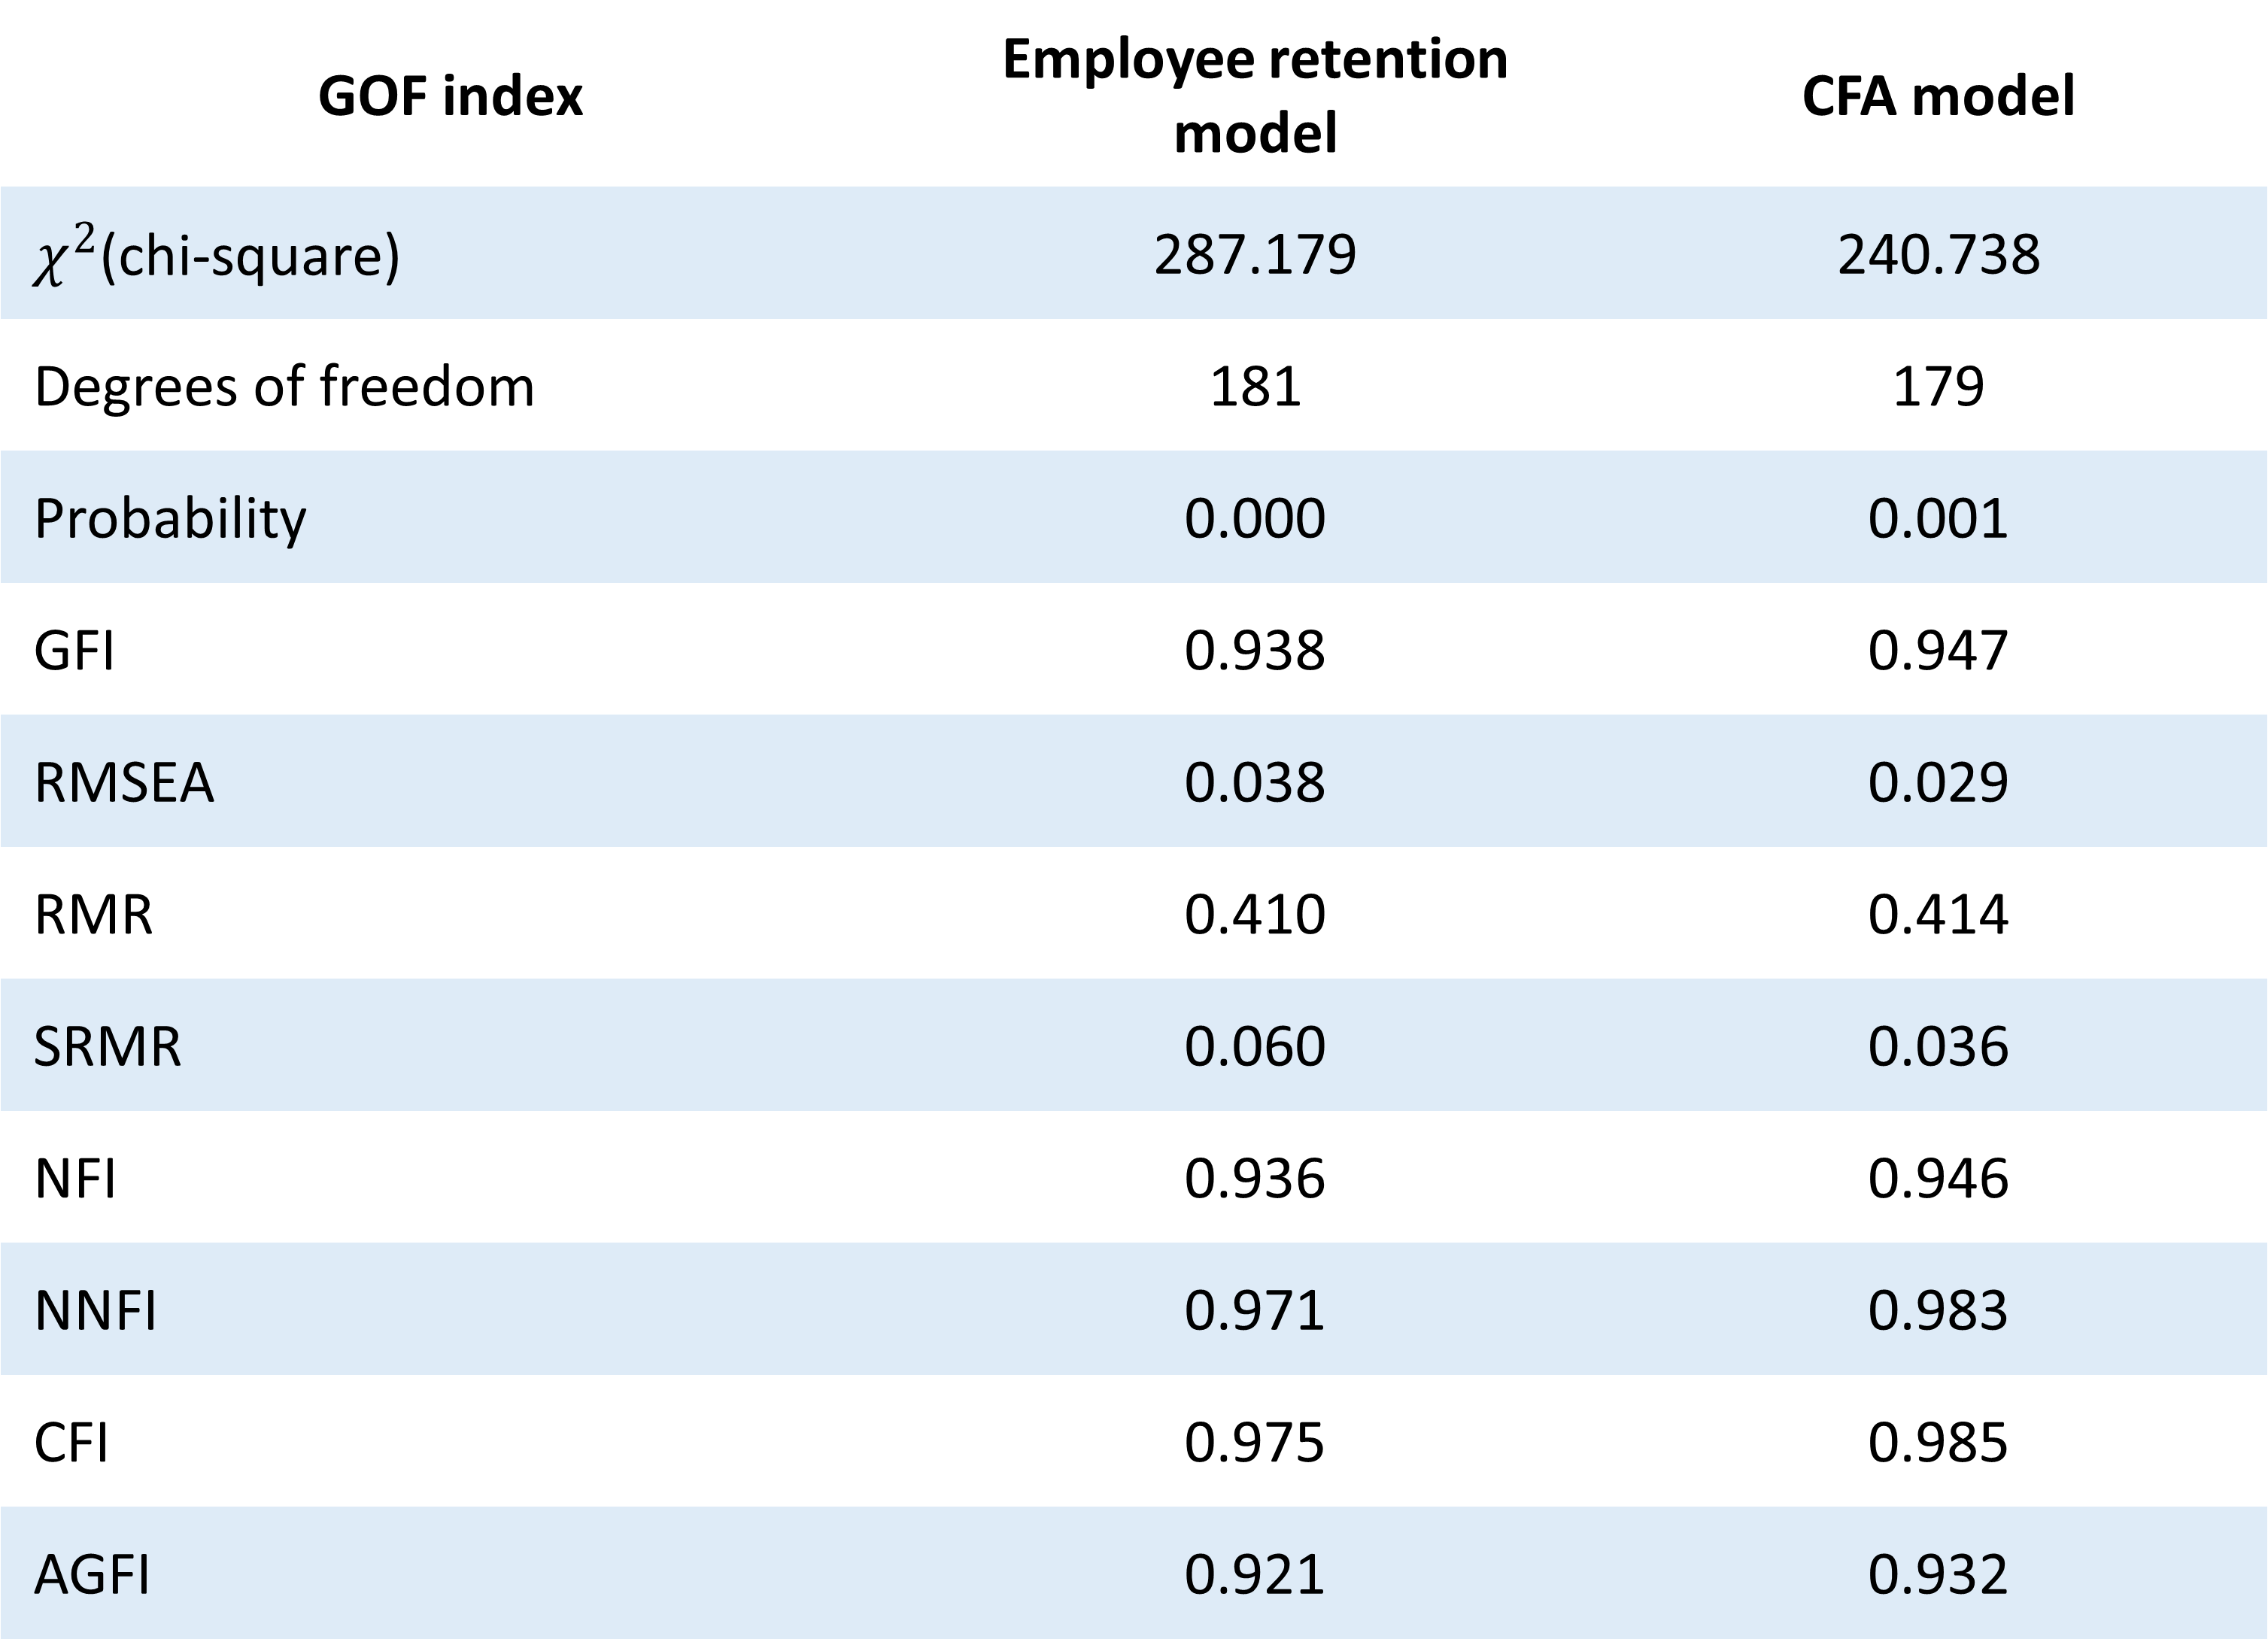 GOF index Employee retention model CFA model
χ²(chi-square) 287.179 240.738
Degrees of freedom 181 179
Probability 0.000 0.001
GFI 0.938 0.947
RMSEA 0.038 0.029
RMR 0.410 0.414
SRMR 0.060 0.036
NFI 0.936 0.946
NNFI 0.971 0.983
CFI 0.975 0.985
AGFI 0.921 0.932